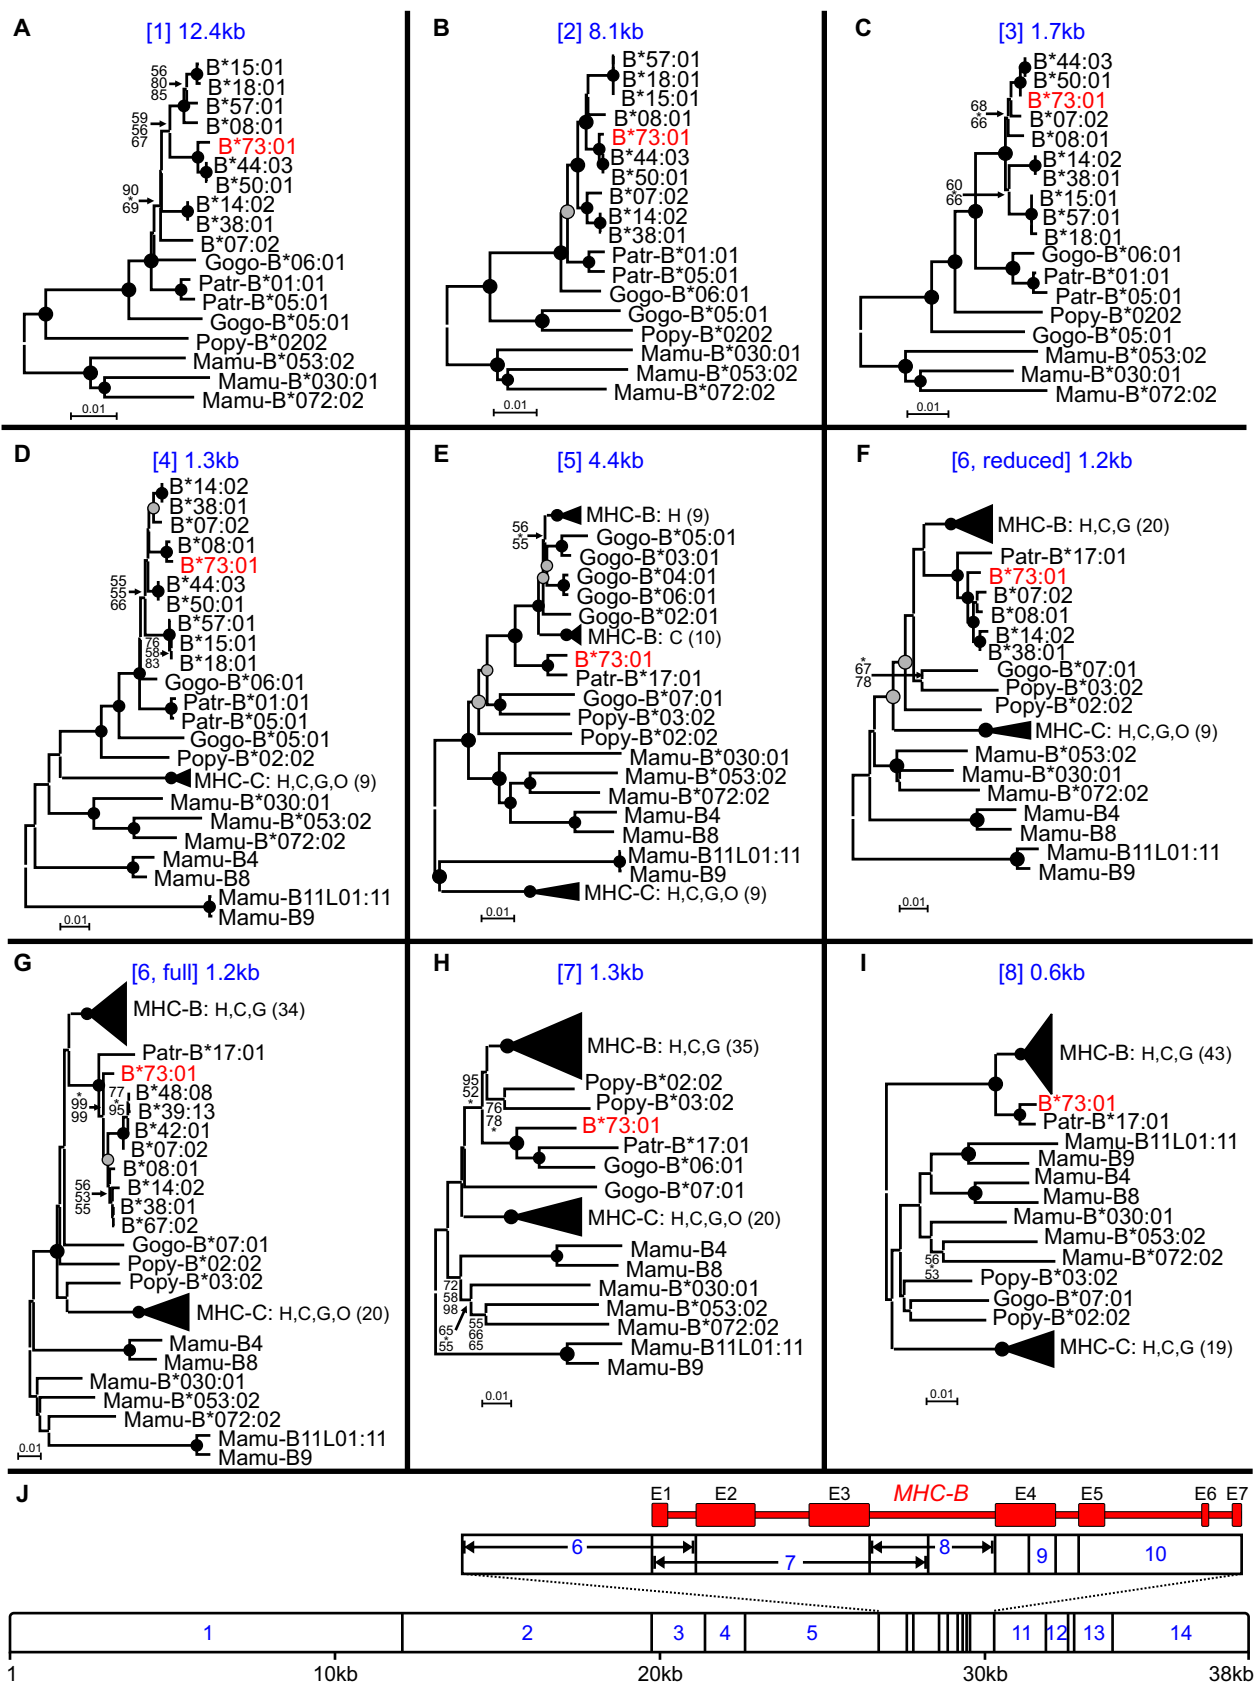 A
[1] 12.4kb
56
80
85
59
56
67
90
*
69
B*15:01
B*18:01
B*57:01
B*08:01
B*73:01
B*44:03
B*50:01
B*14:02
B*38:01
B*07:02
Gogo-B*06:01
Patr-B*01:01
Patr-B*05:01
Gogo-B*05:01
Popy-B*0202
Mamu-B*053:02
Mamu-B*030:01
Mamu-B*072:02
0.01
B
[2] 8.1kb
B*57:01
B*18:01
B*15:01
B*08:01
B*73:01
B*44:03
B*50:01
B*07:02
B*14:02
B*38:01
Patr-B*01:01
Patr-B*05:01
Gogo-B*06:01
Gogo-B*05:01
Popy-B*0202
Mamu-B*030:01
Mamu-B*053:02
Mamu-B*072:02
0.01
C
[3] 1.7kb
68
*
66
60
*
66
B*44:03
B*50:01
B*73:01
B*07:02
B*08:01
B*14:02
B*38:01
B*15:01
B*57:01
B*18:01
Gogo-B*06:01
Patr-B*01:01
Patr-B*05:01
Popy-B*0202
Gogo-B*05:01
Mamu-B*053:02
Mamu-B*030:01
Mamu-B*072:02
0.01
D
[4] 1.3kb
55
55
66
76
58
83
B*14:02
B*38:01
B*07:02
B*08:01
B*73:01
B*44:03
B*50:01
B*57:01
B*15:01
B*18:01
Gogo-B*06:01
Patr-B*01:01
Patr-B*05:01
Gogo-B*05:01
Popy-B*02:02
MHC-C: H,C,G,O (9)
Mamu-B*030:01
Mamu-B*053:02
Mamu-B*072:02
Mamu-B4
Mamu-B8
Mamu-B11L01:11
Mamu-B9
0.01
E
[5] 4.4kb
56
*
55
MHC-B: H (9)
Gogo-B*05:01
Gogo-B*03:01
Gogo-B*04:01
Gogo-B*06:01
Gogo-B*02:01
MHC-B: C (10)
B*73:01
Patr-B*17:01
Gogo-B*07:01
Popy-B*03:02
Popy-B*02:02
Mamu-B*030:01
Mamu-B*053:02
Mamu-B*072:02
Mamu-B4
Mamu-B8
Mamu-B11L01:11
Mamu-B9
MHC-C: H,C,G,O (9)
0.01
F
[6, reduced] 1.2kb
*
67
78
MHC-B: H,C,G (20)
Patr-B*17:01
B*73:01
B*07:02
B*08:01
B*14:02
B*38:01
Gogo-B*07:01
Popy-B*03:02
Popy-B*02:02
MHC-C: H,C,G,O (9)
Mamu-B*053:02
Mamu-B*030:01
Mamu-B*072:02
Mamu-B4
Mamu-B8
Mamu-B11L01:11
Mamu-B9
0.01
G
[6, full] 1.2kb
*
99
99
77
*
95
56
53
55
MHC-B: H,C,G (34)
Patr-B*17:01
B*73:01
B*48:08
B*39:13
B*42:01
B*07:02
B*08:01
B*14:02
B*38:01
B*67:02
Gogo-B*07:01
Popy-B*02:02
Popy-B*03:02
MHC-C: H,C,G,O (20)
Mamu-B4
Mamu-B8
Mamu-B*030:01
Mamu-B*053:02
Mamu-B*072:02
Mamu-B11L01:11
Mamu-B9
0.01
H
[7] 1.3kb
95
52
*
76
78
*
72
58
98
65
*
55
55
66
65
MHC-B: H,C,G (35)
Popy-B*02:02
Popy-B*03:02
B*73:01
Patr-B*17:01
Gogo-B*06:01
Gogo-B*07:01
MHC-C: H,C,G,O (20)
Mamu-B4
Mamu-B8
Mamu-B*030:01
Mamu-B*053:02
Mamu-B*072:02
Mamu-B11L01:11
Mamu-B9
0.01
I
[8] 0.6kb
56
*
53
MHC-B: H,C,G (43)
B*73:01
Patr-B*17:01
Mamu-B11L01:11
Mamu-B9
Mamu-B4
Mamu-B8
Mamu-B*030:01
Mamu-B*053:02
Mamu-B*072:02
Popy-B*03:02
Gogo-B*07:01
Popy-B*02:02
MHC-C: H,C,G (19)
0.01
J
E1 E2 E3 MHC-B E4 E5 E6 E7
6 7 8 9 10
1 2 3 4 5 11 12 13 14
1 10kb 20kb 30kb 38kb